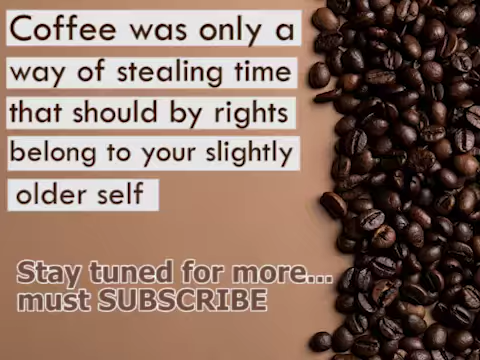 Coffee was only a
way of stealing time
that should by rights
belong to your slightly
older self
Stay tuned for more...
must SUBSCRIBE